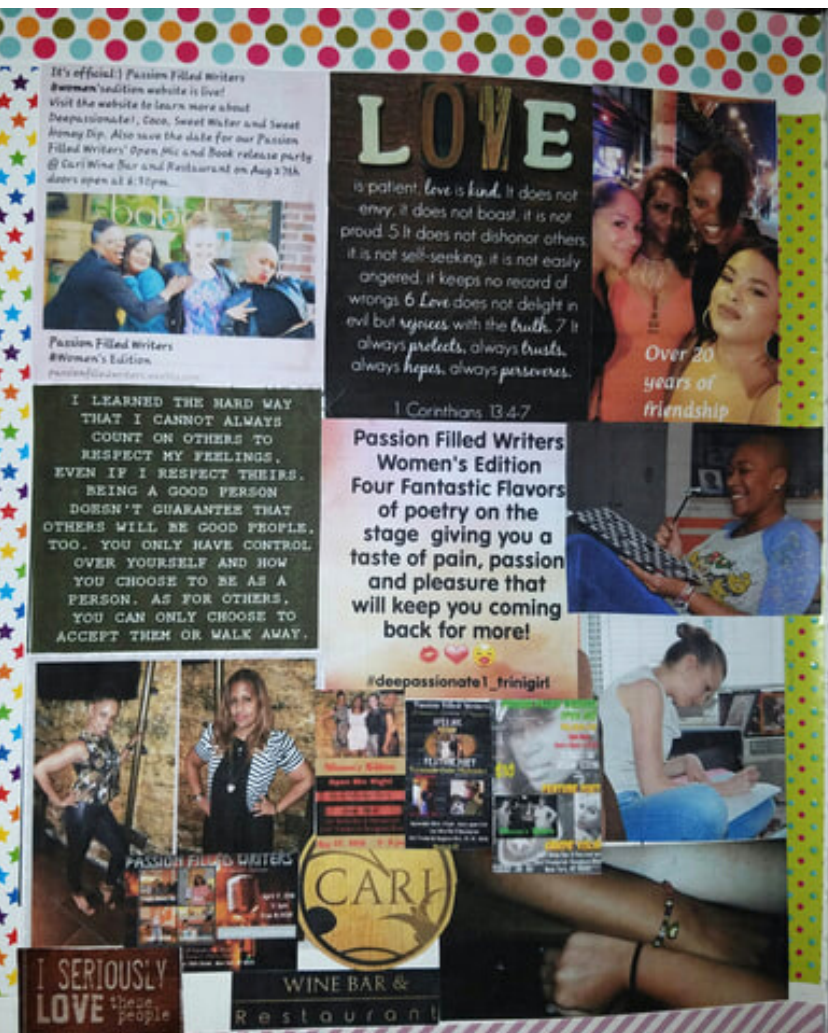 It's official:) Passion Filled Writers
#women'sedition website is live!
Visit the website to learn more about
Deepassionate1, Coco, Sweet Water and Sweet
Honey Dip. Also save the date for our Passion
Filled Writers' Open Mic and Book release party
@ Cari Wine Bar and Restaurant on Aug 27th
doors open at 6:30pm...
Passion Filled Writers
#Women's Edition
LOVE
is patient, love is kind. It does not
envy, it does not boast, it is not
proud. 5 It does not dishonor others,
it is not self-seeking, it is not easily
angered, it keeps no record of
wrongs. 6 Love does not delight in
evil but rejoices with the truth. 7 It
always protects, always trusts,
always hopes, always perseveres.
1 Corinthians 13:4-7
Over 20
years of
friendship
I LEARNED THE HARD WAY
THAT I CANNOT ALWAYS
COUNT ON OTHERS TO
RESPECT MY FEELINGS,
EVEN IF I RESPECT THEIRS.
BEING A GOOD PERSON
DOESN'T GUARANTEE THAT
OTHERS WILL BE GOOD PEOPLE,
TOO. YOU ONLY HAVE CONTROL
OVER YOURSELF AND HOW
YOU CHOOSE TO BE AS A
PERSON. AS FOR OTHERS,
YOU CAN ONLY CHOOSE TO
ACCEPT THEM OR WALK AWAY.
Passion Filled Writers
Women's Edition
Four Fantastic Flavors
of poetry on the
stage giving you a
taste of pain, passion
and pleasure that
will keep you coming
back for more!
#deepassionate1_trinigirl
Women's Edition
Open Mic Night
Passion Filled Writers
FEATURE POET
PASSION FILLED WRITERS
CARI
WINE BAR &
Restaurant
I SERIOUSLY
LOVE these
people